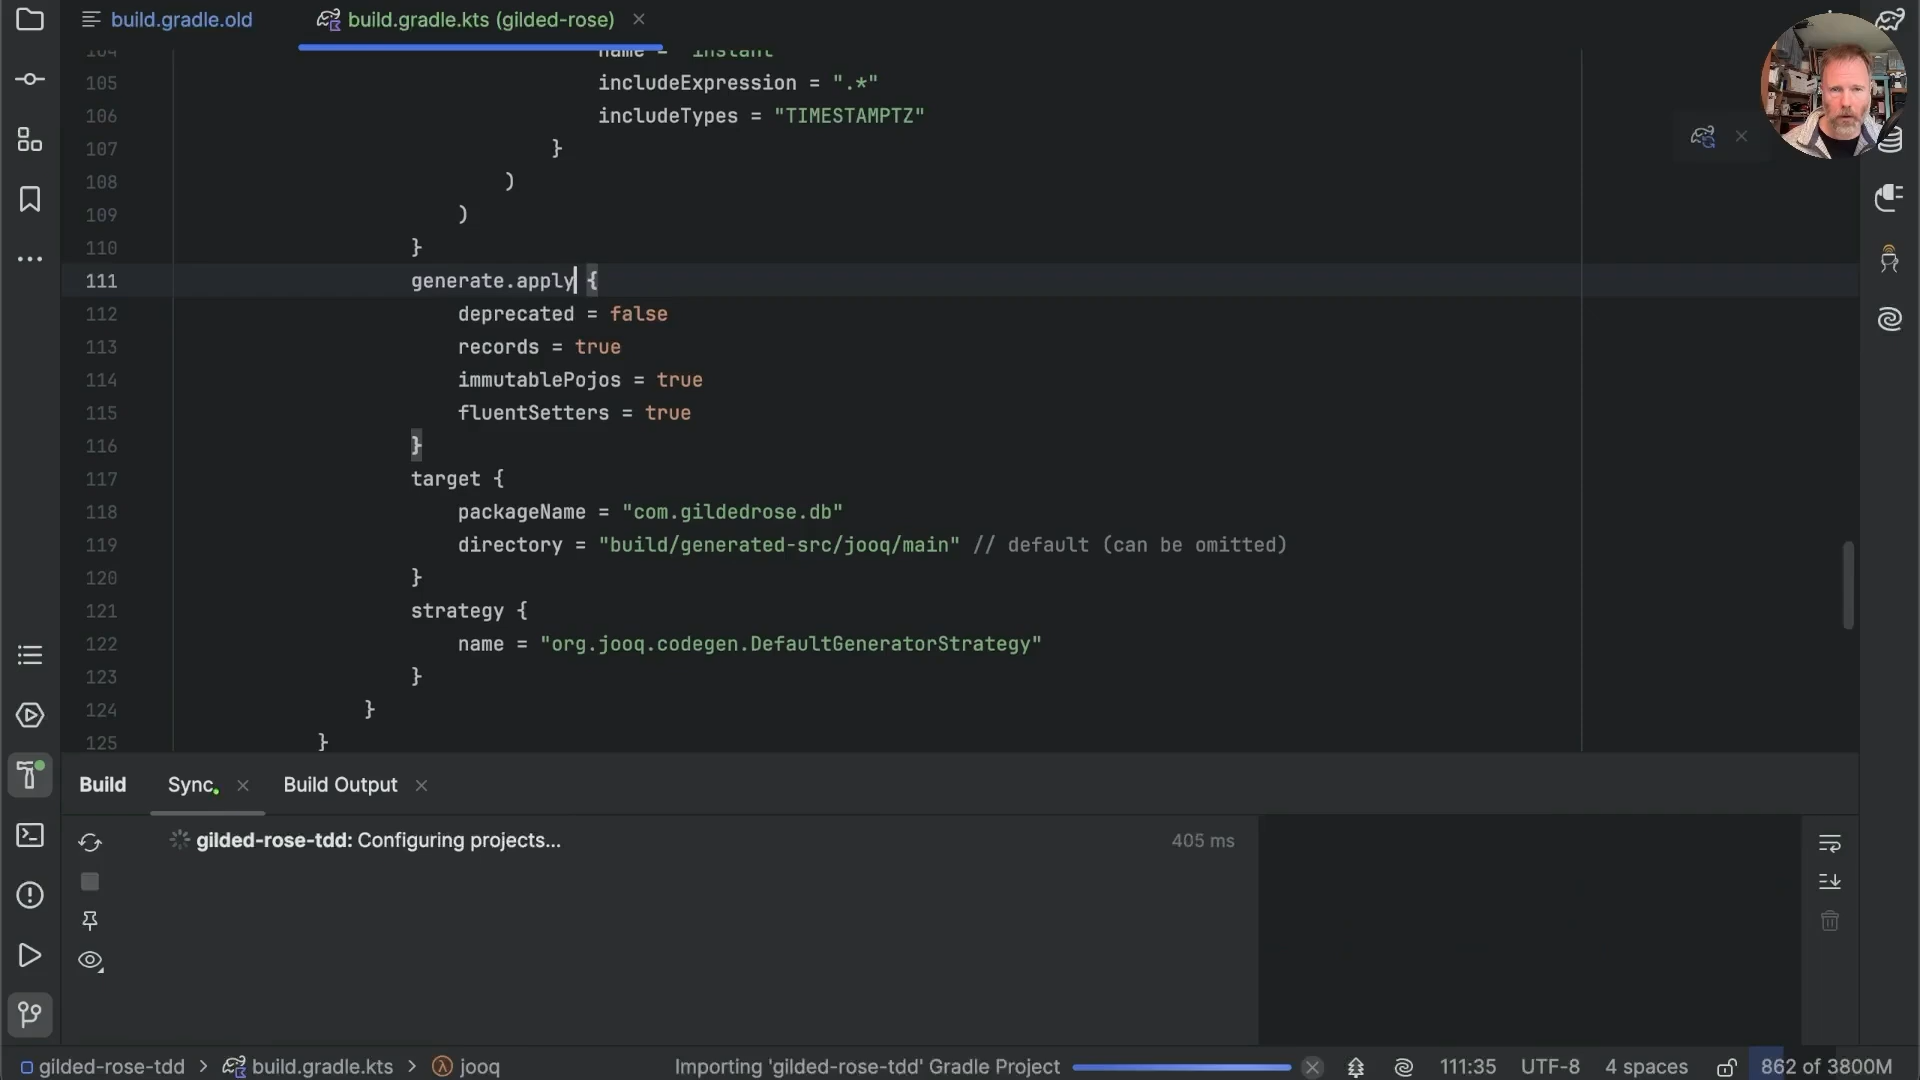 build.gradle.old
build.gradle.kts (gilded-rose)
104 name = "instant"
105 includeExpression = ".*"
106 includeTypes = "TIMESTAMPTZ"
107 }
108 )
109 )
110 }
111 generate.apply {
112 deprecated = false
113 records = true
114 immutablePojos = true
115 fluentSetters = true
116 }
117 target {
118 packageName = "com.gildedrose.db"
119 directory = "build/generated-src/jooq/main" // default (can be omitted)
120 }
121 strategy {
122 name = "org.jooq.codegen.DefaultGeneratorStrategy"
123 }
124 }
125 }
Build Sync Build Output
gilded-rose-tdd: Configuring projects... 405 ms
gilded-rose-tdd > build.gradle.kts > jooq Importing 'gilded-rose-tdd' Gradle Project 111:35 UTF-8 4 spaces 862 of 3800M